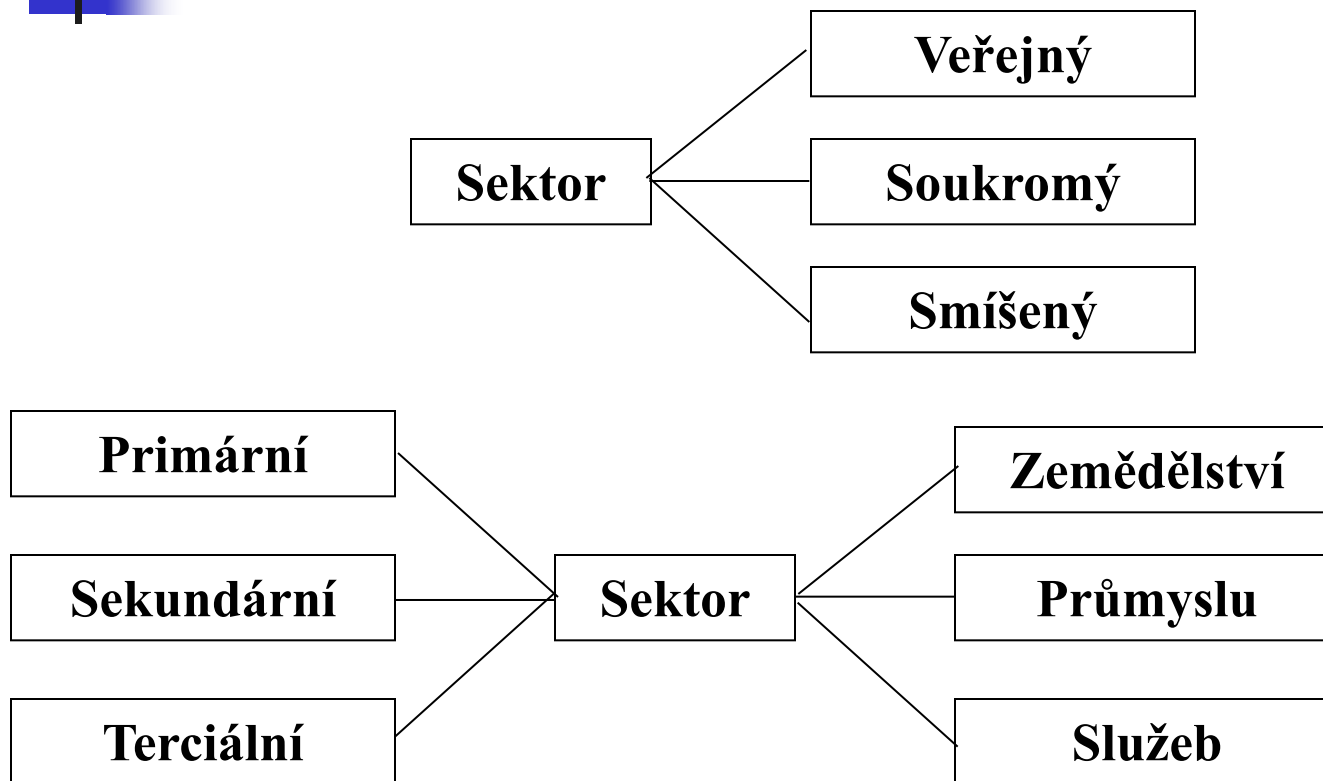 Veřejný
Sektor
Soukromý
Smíšený
Primární
Zemědělství
Sekundární
Sektor
Průmyslu
Terciální
Služeb